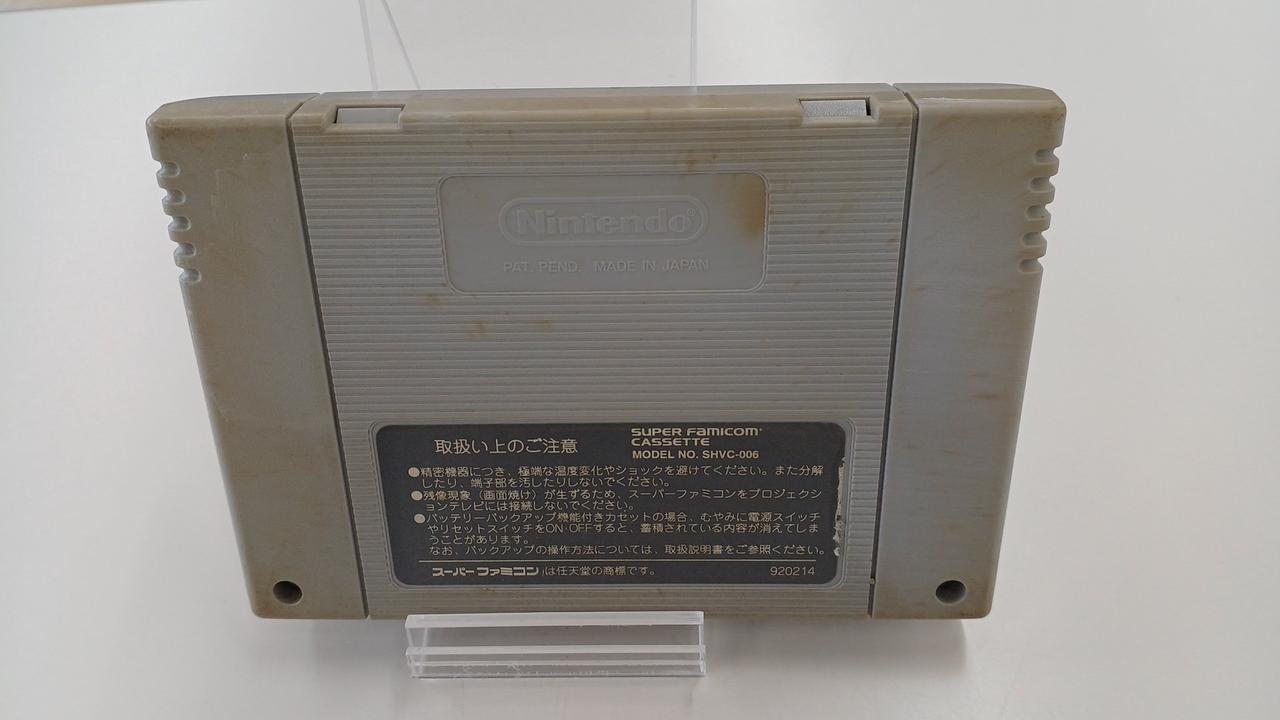 Nintendo®
PAT. PEND. MADE IN JAPAN
取扱い上のご注意
SUPER FAMICOM
CASSETTE
MODEL NO. SHVC-006
●精密機器につき、極端な温度変化やショックを避けてください。また分解
したり、端子部を汚したりしないでください。
●残像現象（画面焼け）が生ずるため、スーパーファミコンをプロジェクシ
ョンテレビには接続しないでください。
●バッテリーバックアップ機能付きカセットの場合、むやみに電源スイッチ
やリセットスイッチをON・OFFすると、蓄積されている内容が消えてしま
うことがあります。
なお、バックアップの操作方法については、取扱説明書をご参照ください。
スーパーファミコンは任天堂の商標です。
920214